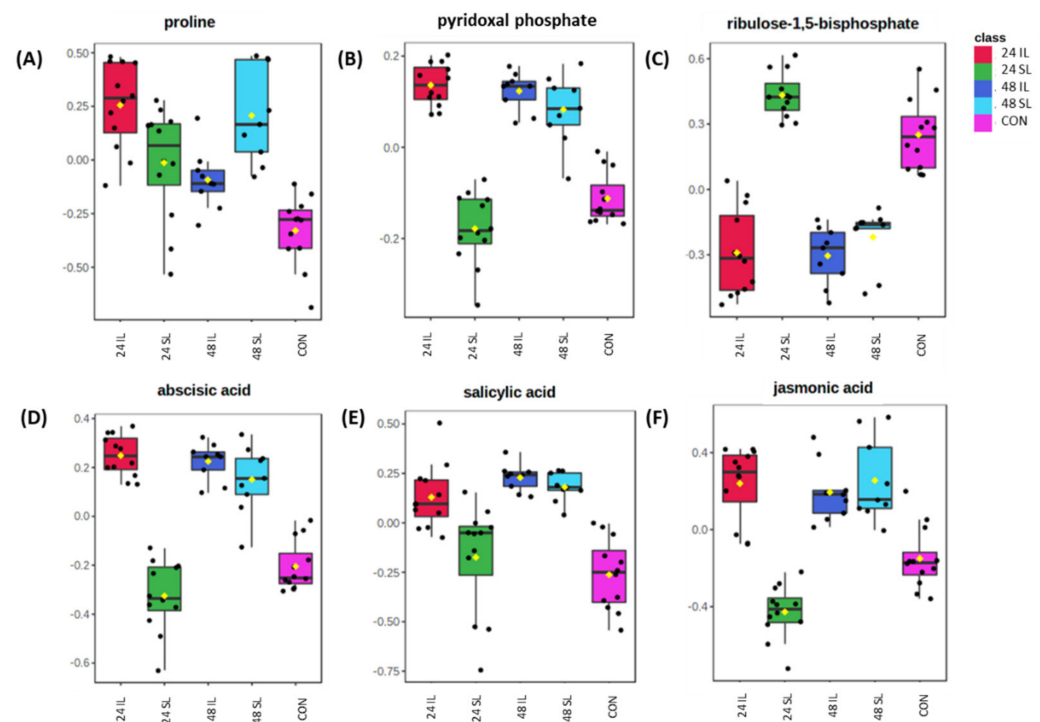 proline
pyridoxal phosphate
ribulose-1,5-bisphosphate
(A)
(B)
(C)
class
24 IL
24 SL
48 IL
48 SL
CON
0.50
0.25
0.00
-0.25
-0.50
24 IL
24 SL
48 IL
48 SL
CON
0.2
0.0
-0.2
24 IL
24 SL
48 IL
48 SL
CON
0.6
0.3
0.0
-0.3
24 IL
24 SL
48 IL
48 SL
CON
abscisic acid
salicylic acid
jasmonic acid
(D)
(E)
(F)
0.4
0.2
0.0
-0.2
-0.4
-0.6
24 IL
24 SL
48 IL
48 SL
CON
0.50
0.25
0.00
-0.25
-0.50
-0.75
24 IL
24 SL
48 IL
48 SL
CON
0.4
0.0
-0.4
24 IL
24 SL
48 IL
48 SL
CON